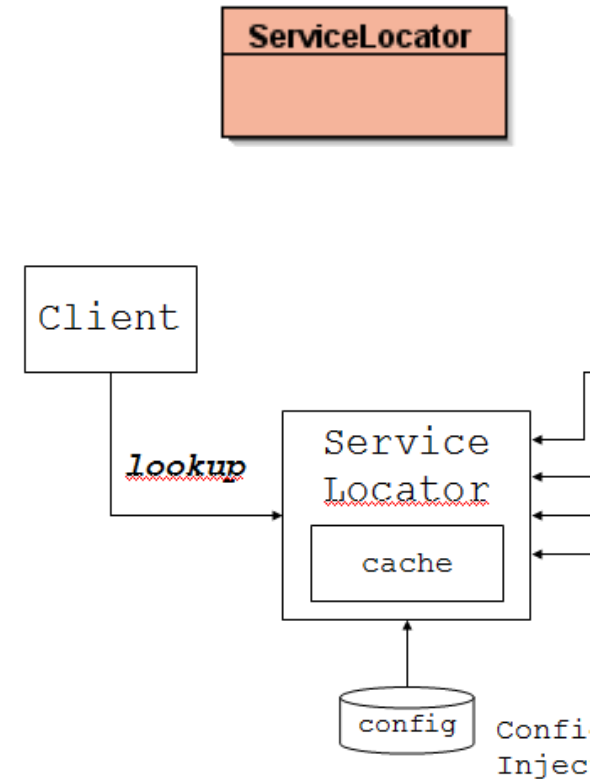 ServiceLocator
Client
lookup
Service
Locator
cache
config